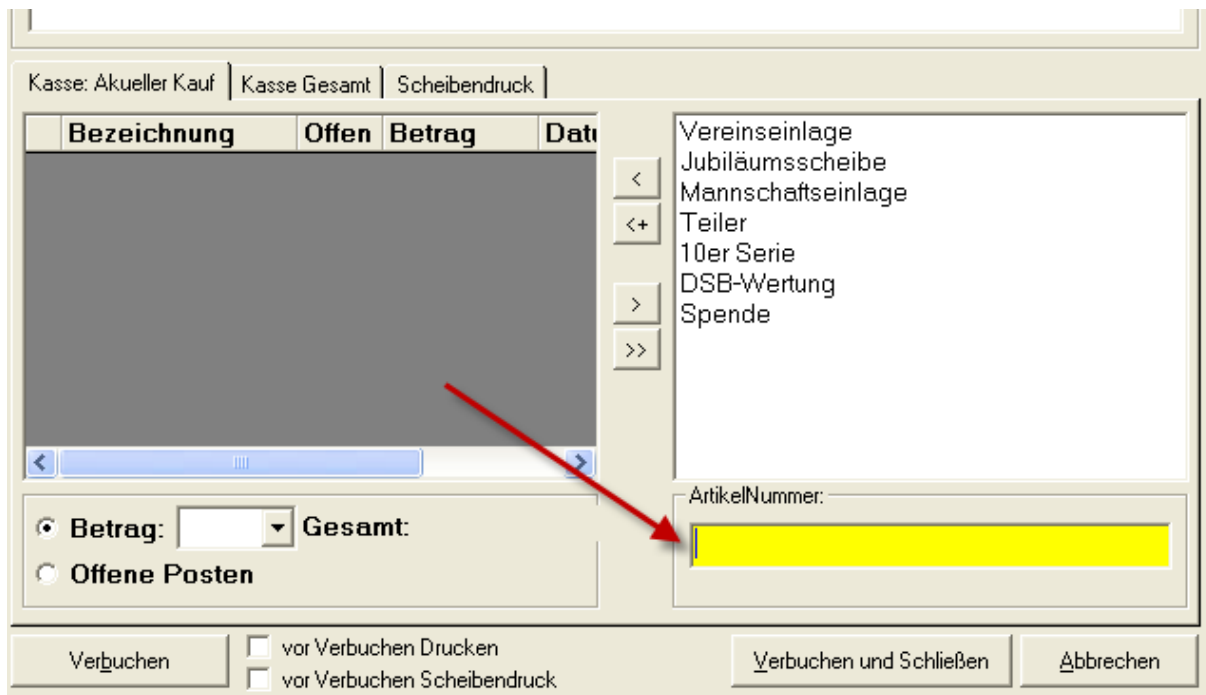 Kasse: Akueller Kauf Kasse Gesamt Scheibendruck
Bezeichnung Offen Betrag Datu
Vereinseinlage
Jubiläumsscheibe
Mannschaftseinlage
Teiler
10er Serie
DSB-Wertung
Spende
<
<+
>
>>
ArtikelNummer:
Betrag: Gesamt:
Offene Posten
Verbuchen
vor Verbuchen Drucken
vor Verbuchen Scheibendruck
Verbuchen und Schließen
Abbrechen